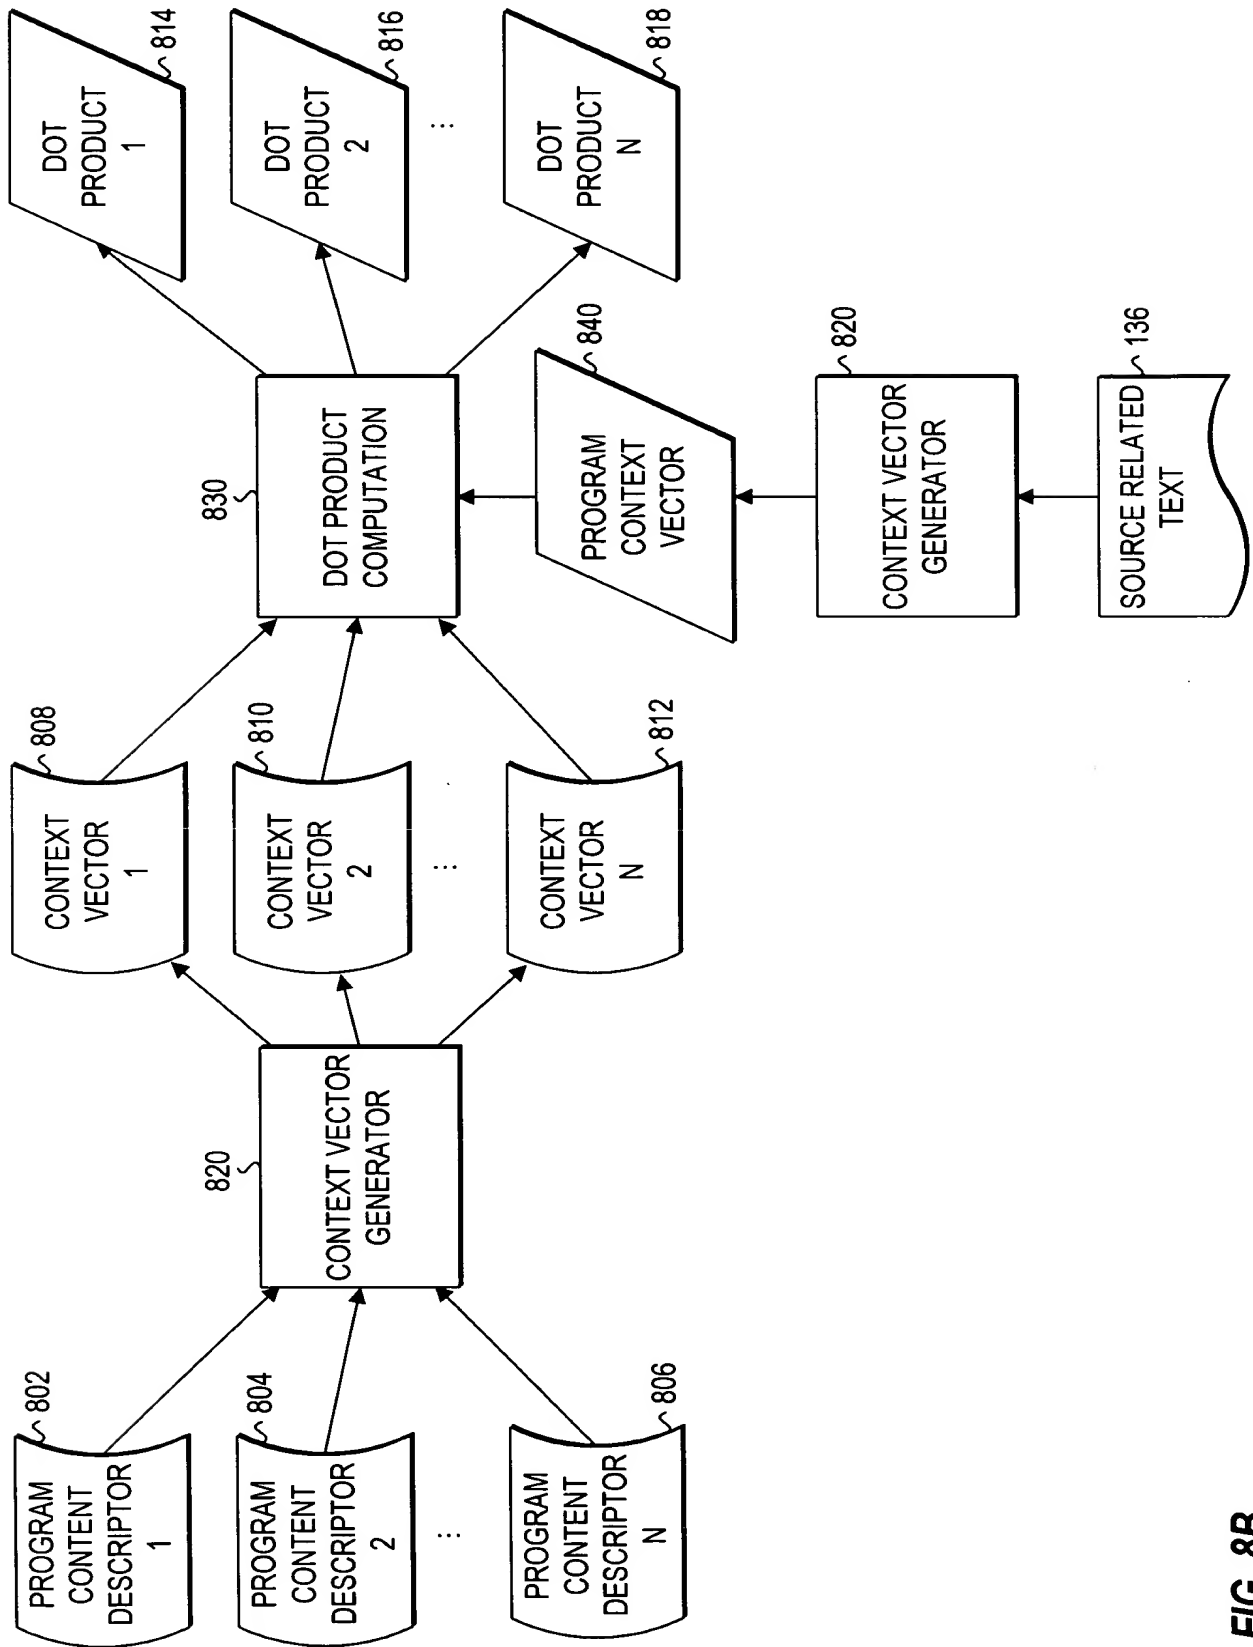 PROGRAM
CONTENT
DESCRIPTOR
1
802
PROGRAM
CONTENT
DESCRIPTOR
2
804
...
PROGRAM
CONTENT
DESCRIPTOR
N
806
820
CONTEXT VECTOR
GENERATOR
CONTEXT
VECTOR
1
808
CONTEXT
VECTOR
2
810
...
CONTEXT
VECTOR
N
812
830
DOT PRODUCT
COMPUTATION
PROGRAM
CONTEXT
VECTOR
840
CONTEXT VECTOR
GENERATOR
820
SOURCE RELATED
TEXT
136
DOT
PRODUCT
1
814
DOT
PRODUCT
2
816
...
DOT
PRODUCT
N
818
FIG. 8B